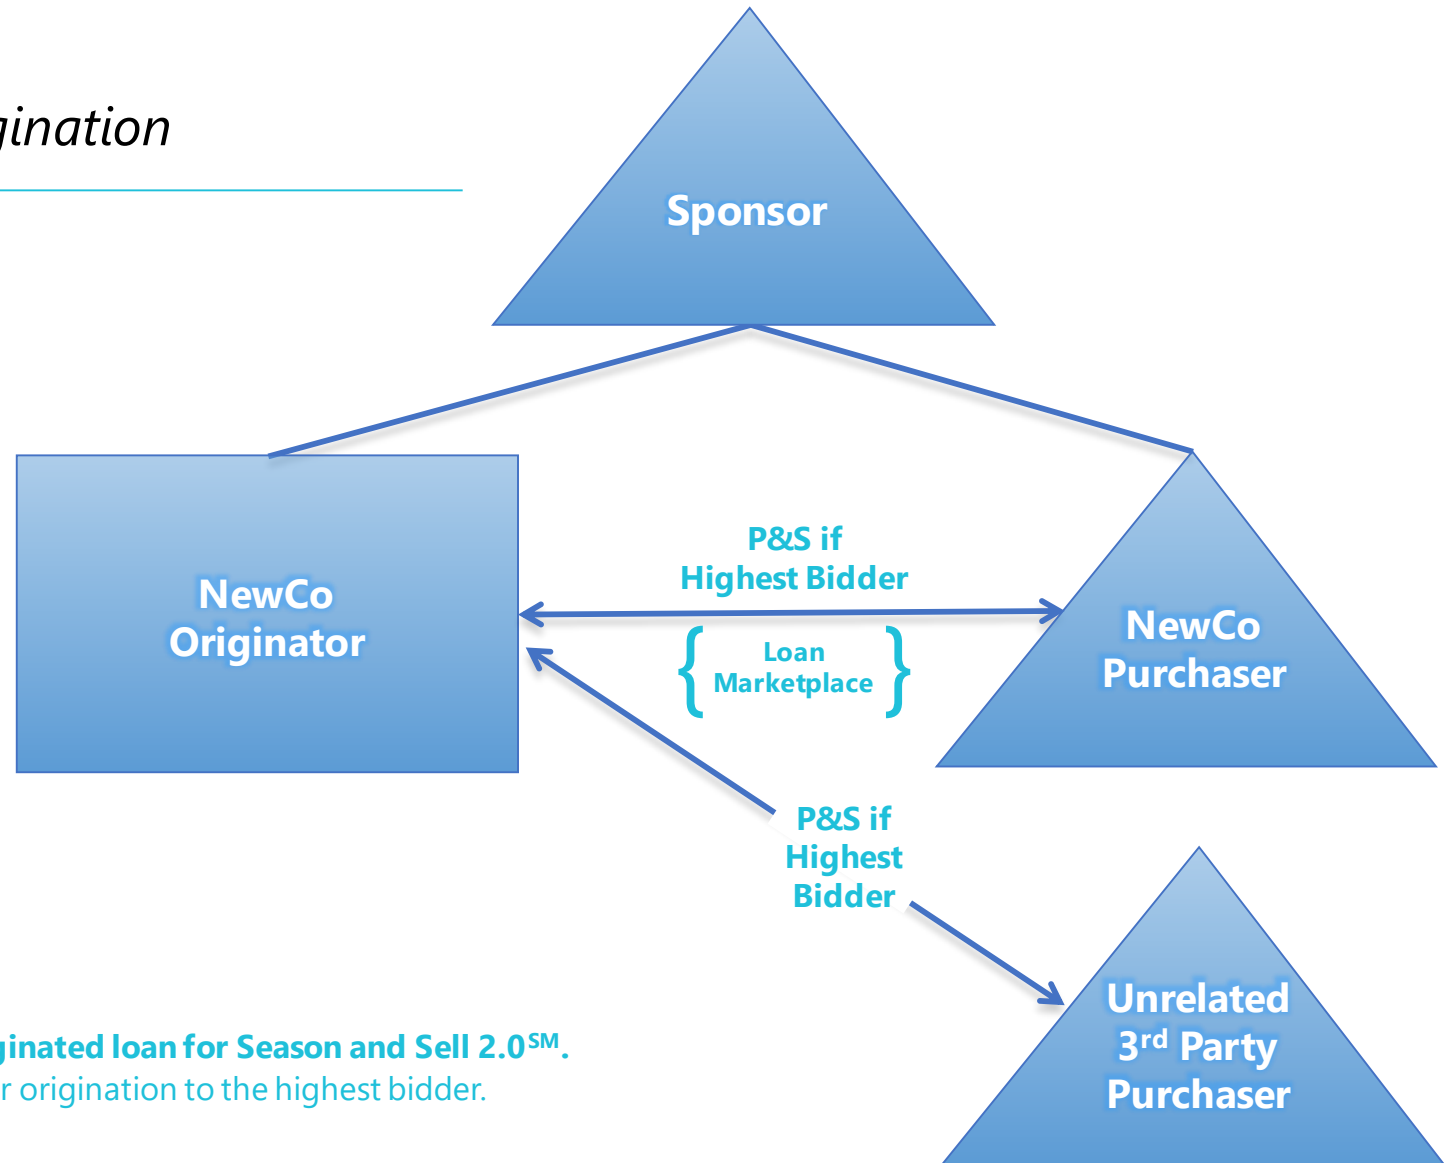 gination
Sponsor
NewCo
Originator
P&S if
Highest Bidder
Loan
Marketplace
NewCo
Purchaser
P&S if
Highest
Bidder
Unrelated
3rd Party
Purchaser
ginated loan for Season and Sell 2.0SM.
r origination to the highest bidder.